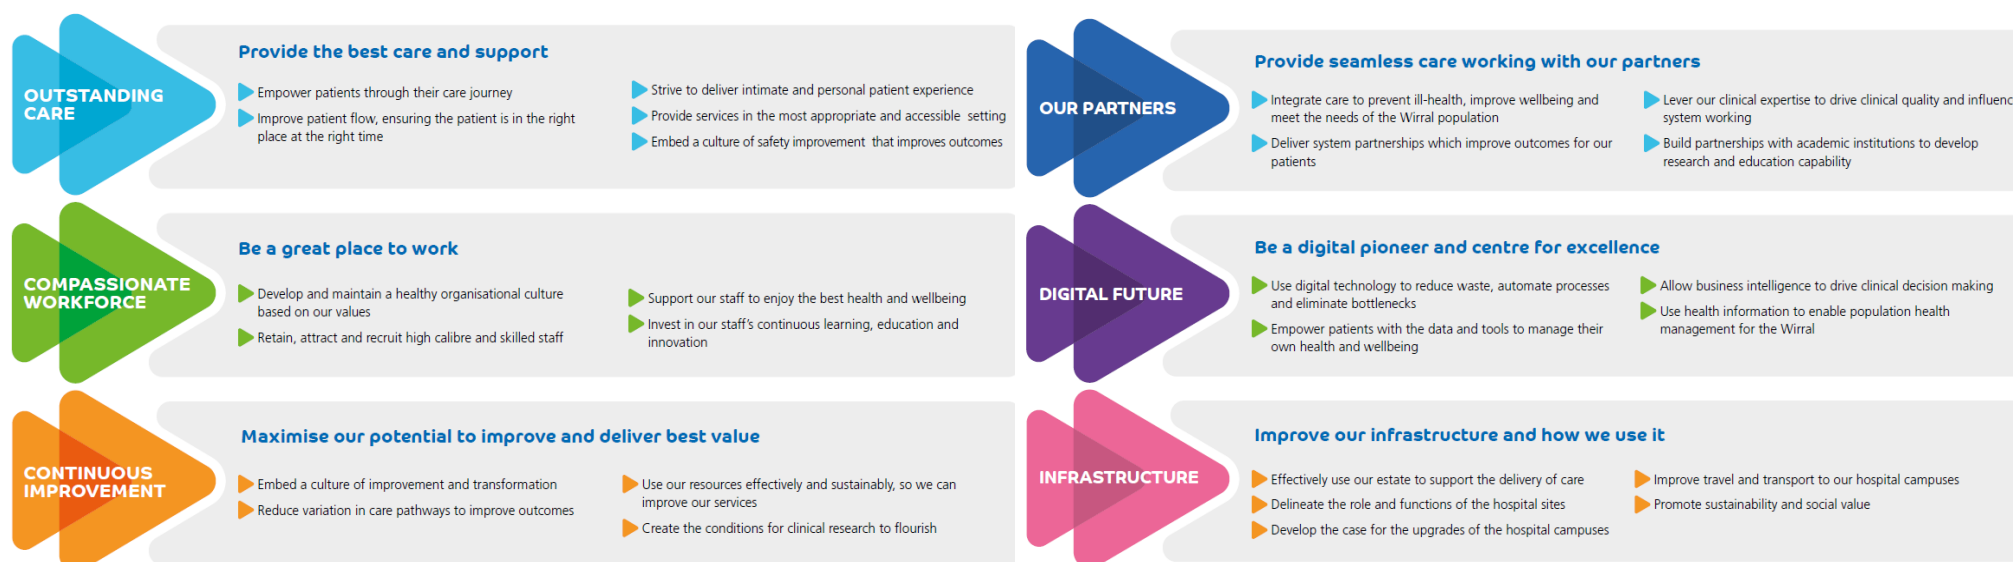 OUTSTANDING
CARE
Provide the best care and support
Empower patients through their care journey
Improve patient flow, ensuring the patient is in the right
place at the right time
Strive to deliver intimate and personal patient experience
Provide services in the most appropriate and accessible setting
Embed a culture of safety improvement that improves outcomes
COMPASSIONATE
WORKFORCE
Be a great place to work
Develop and maintain a healthy organisational culture
based on our values
Retain, attract and recruit high calibre and skilled staff
Support our staff to enjoy the best health and wellbeing
Invest in our staff's continuous learning, education and
innovation
CONTINUOUS
IMPROVEMENT
Maximise our potential to improve and deliver best value
Embed a culture of improvement and transformation
Reduce variation in care pathways to improve outcomes
Use our resources effectively and sustainably, so we can
improve our services
Create the conditions for clinical research to flourish
OUR PARTNERS
Provide seamless care working with our partners
Integrate care to prevent ill-health, improve wellbeing and
meet the needs of the Wirral population
Deliver system partnerships which improve outcomes for our
patients
Lever our clinical expertise to drive clinical quality and influenc
system working
Build partnerships with academic institutions to develop
research and education capability
DIGITAL FUTURE
Be a digital pioneer and centre for excellence
Use digital technology to reduce waste, automate processes
and eliminate bottlenecks
Empower patients with the data and tools to manage their
own health and wellbeing
Allow business intelligence to drive clinical decision making
Use health information to enable population health
management for the Wirral
INFRASTRUCTURE
Improve our infrastructure and how we use it
Effectively use our estate to support the delivery of care
Delineate the role and functions of the hospital sites
Develop the case for the upgrades of the hospital campuses
Improve travel and transport to our hospital campuses
Promote sustainability and social value